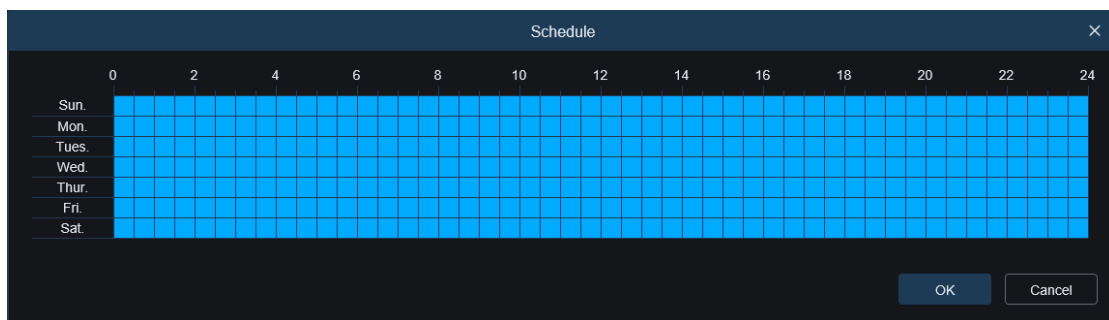 Schedule
0 2 4 6 8 10 12 14 16 18 20 22 24
Sun.
Mon.
Tues.
Wed.
Thur.
Fri.
Sat.
OK Cancel